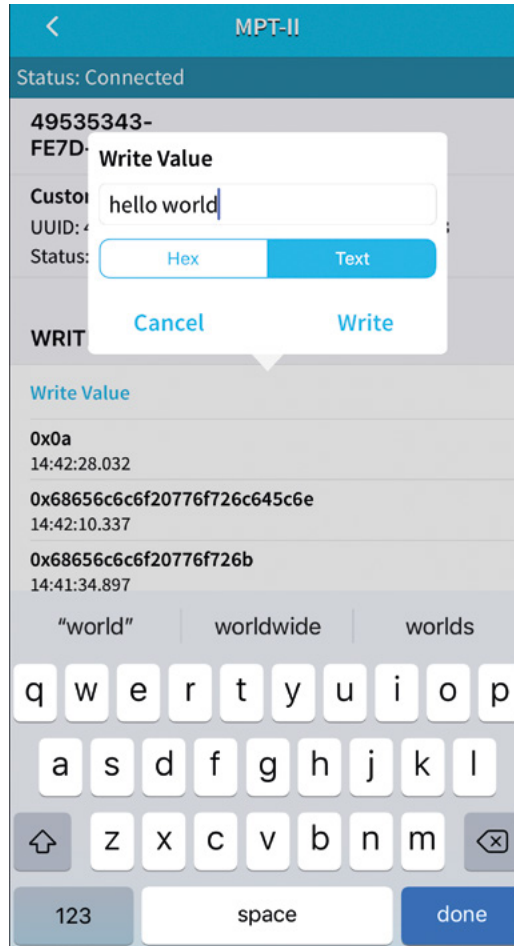 MPT-II
Status: Connected
49535343-
FE7D-
Write Value
hello world
Hex Text
Cancel Write
UUID:
Status:
WRIT
Write Value
0x0a
14:42:28.032
0x68656c6c6f20776f726c645c6e
14:42:10.337
0x68656c6c6f20776f726b
14:41:34.897
"world" worldwide worlds
q w e r t y u i o p
a s d f g h j k l
z x c v b n m
123 space done